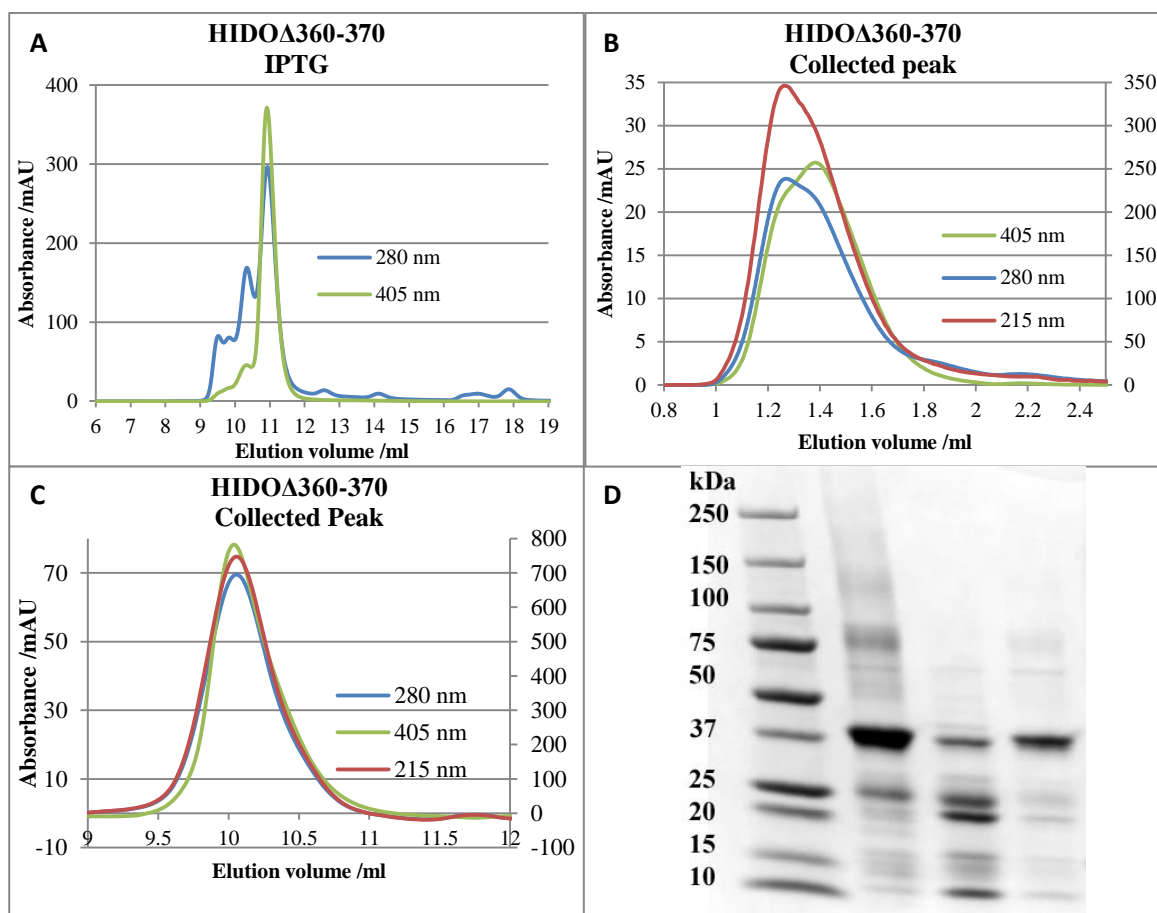 A
HIDOΔ360-370
IPTG
Absorbance /mAU
400
300
200
100
0
280 nm
405 nm
6 7 8 9 10 11 12 13 14 15 16 17 18 19
Elution volume /ml
B
HIDOΔ360-370
Collected peak
Absorbance /mAU
35
30
25
20
15
10
5
0
350
300
250
200
150
100
50
0
405 nm
280 nm
215 nm
0.8 1 1.2 1.4 1.6 1.8 2 2.2 2.4
Elution volume /ml
C
HIDOΔ360-370
Collected Peak
Absorbance /mAU
70
50
30
10
-10
800
700
600
500
400
300
200
100
0
-100
280 nm
405 nm
215 nm
9 9.5 10 10.5 11 11.5 12
Elution volume /ml
D
kDa
250
150
100
75
50
37
25
20
15
10